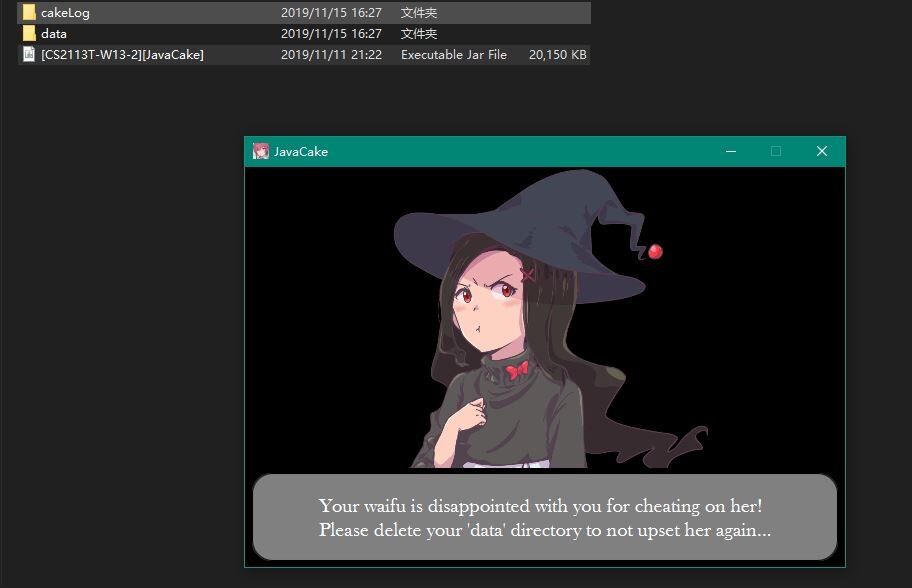 cakeLog 2019/11/15 16:27 文件夹
data 2019/11/15 16:27 文件夹
[CS2113T-W13-2][JavaCake] 2019/11/11 21:22 Executable Jar File 20,150 KB
JavaCake
Your waifu is disappointed with you for cheating on her!
Please delete your 'data' directory to not upset her again...